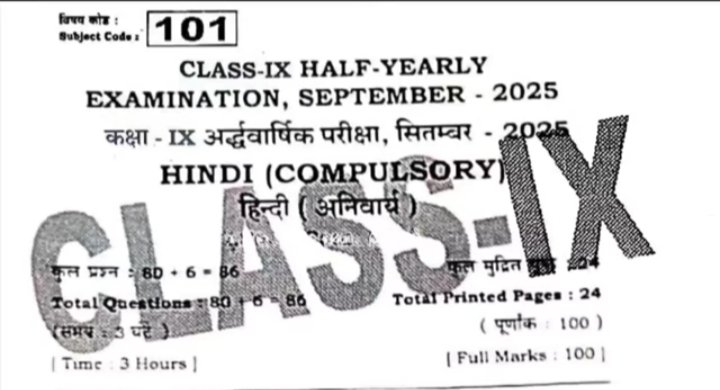 विषय कोड :
Subject Code :
101
CLASS-IX HALF-YEARLY
EXAMINATION, SEPTEMBER - 2025
कक्षा - IX अर्द्धवार्षिक परीक्षा, सितम्बर - 2025
HINDI (COMPULSORY)
हिन्दी ( अनिवार्य )
CLASS-IX
कुल प्रश्न : 80 + 6 = 86
कुल मुद्रित : 24
Total Questions : 80 + 6 = 86
Total Printed Pages : 24
(समय : 3 घंटे )
( पूर्णांक : 100 )
[ Time : 3 Hours ]
[ Full Marks : 100 ]